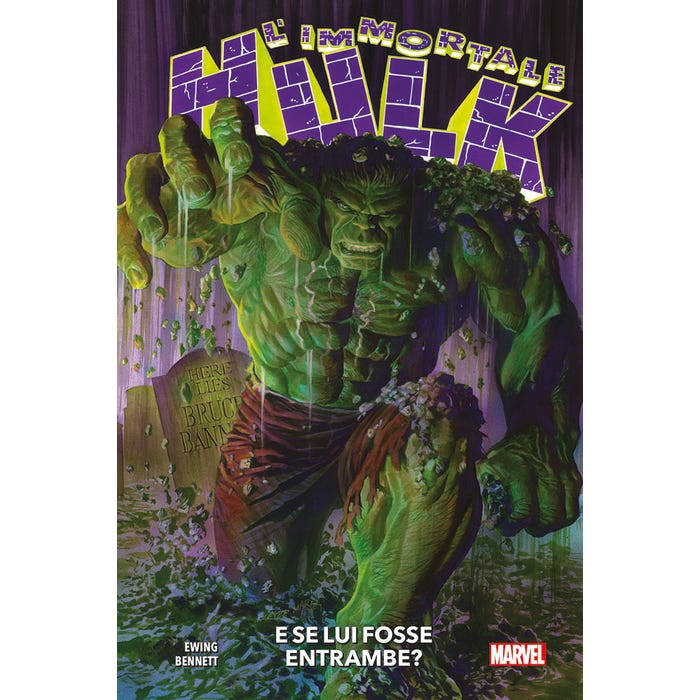 L'IMMORTALE
HULK
HERE
LIES
BRUCE
BANN
EWING
BENNETT
E SE LUI FOSSE
ENTRAMBE?
MARVEL